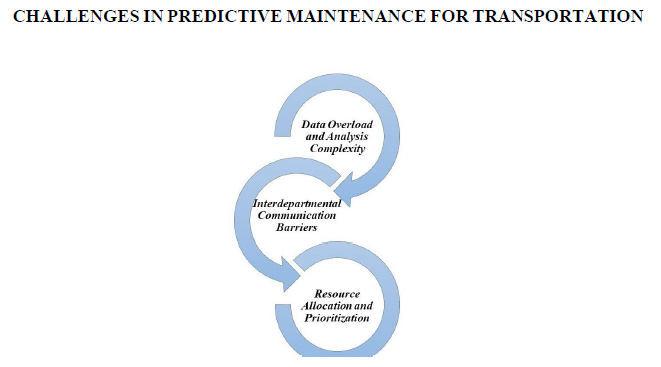 CHALLENGES IN PREDICTIVE MAINTENANCE FOR TRANSPORTATION
Data Overload
and Analysis
Complexity
Interdepartmental
Communication
Barriers
Resource
Allocation and
Prioritization